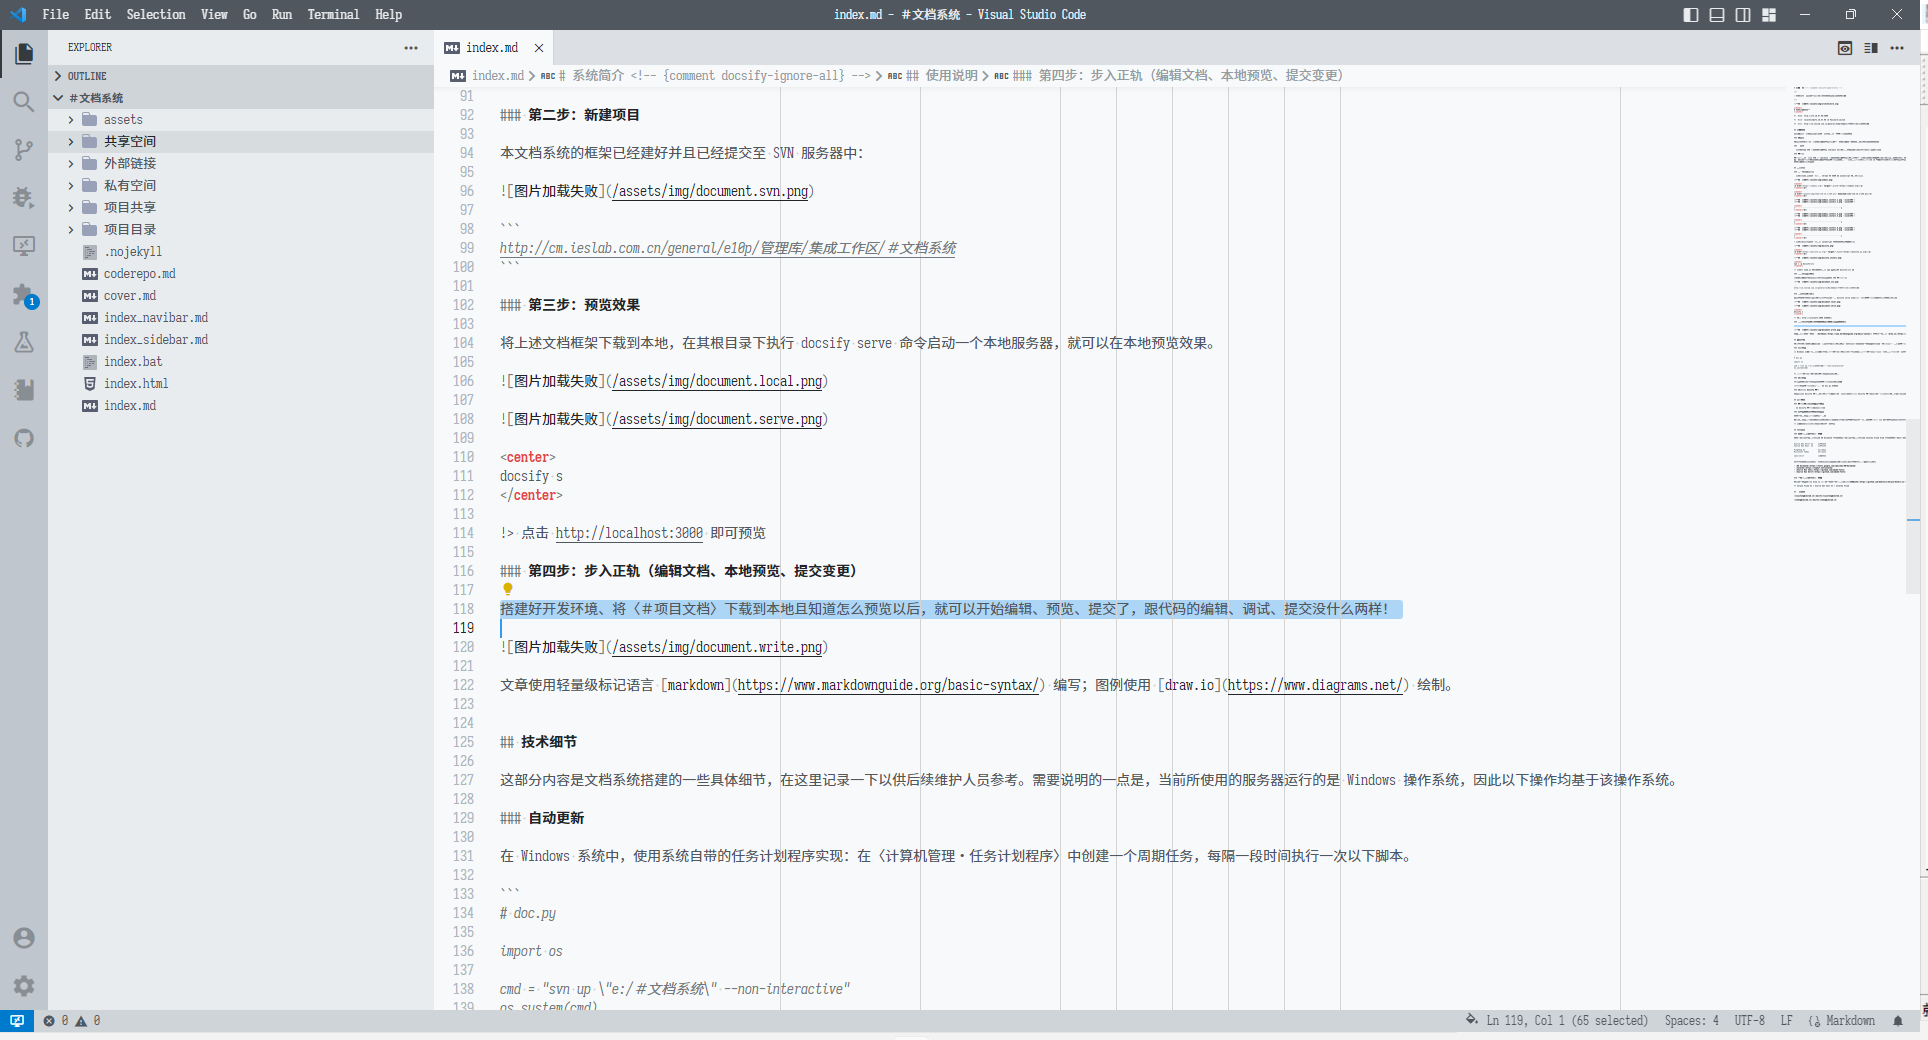 File Edit Selection View Go Run Terminal Help
index.md - #文档系统 - Visual Studio Code
EXPLORER
OUTLINE
#文档系统
assets
共享空间
外部链接
私有空间
项目共享
项目目录
.nojekyll
coderepo.md
cover.md
index_navibar.md
index_sidebar.md
index.bat
index.html
index.md
1
index.md
index.md > # 系统简介 <!-- {comment docsify-ignore-all} --> > ## 使用说明 > ### 第四步：步入正轨（编辑文档、本地预览、提交变更）
91
92 ### 第二步：新建项目
93
94 本文档系统的框架已经建好并且已经提交至 SVN 服务器中：
95
96 ![图片加载失败](/assets/img/document.svn.png)
97
98 ```
99 http://cm.ieslab.com.cn/general/e10p/管理库/集成工作区/#文档系统
100 ```
101
102 ### 第三步：预览效果
103
104 将上述文档框架下载到本地，在其根目录下执行 docsify serve 命令启动一个本地服务器，就可以在本地预览效果。
105
106 ![图片加载失败](/assets/img/document.local.png)
107
108 ![图片加载失败](/assets/img/document.serve.png)
109
110 <center>
111 docsify s
112 </center>
113
114 !> 点击 http://localhost:3000 即可预览
115
116 ### 第四步：步入正轨（编辑文档、本地预览、提交变更）
117
118 搭建好开发环境、将〈#项目文档〉下载到本地且知道怎么预览以后，就可以开始编辑、预览、提交了，跟代码的编辑、调试、提交没什么两样！
119
120 ![图片加载失败](/assets/img/document.write.png)
121
122 文章使用轻量级标记语言 [markdown](https://www.markdownguide.org/basic-syntax/) 编写；图例使用 [draw.io](https://www.diagrams.net/) 绘制。
123
124
125 ## 技术细节
126
127 这部分内容是文档系统搭建的一些具体细节，在这里记录一下以供后续维护人员参考。需要说明的一点是，当前所使用的服务器运行的是 Windows 操作系统，因此以下操作均基于该操作系统。
128
129 ### 自动更新
130
131 在 Windows 系统中，使用系统自带的任务计划程序实现：在〈计算机管理·任务计划程序〉中创建一个周期任务，每隔一段时间执行一次以下脚本。
132
133 ```
134 # doc.py
135
136 import os
137
138 cmd = "svn up \"e:/#文档系统\" --non-interactive"
139 os.system(cmd)
0 0
Ln 119, Col 1 (65 selected) Spaces: 4 UTF-8 LF Markdown